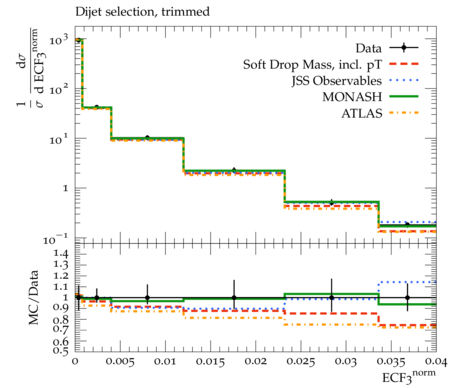 Dijet selection, trimmed
1/σ dσ/d ECF3^norm
10^3
10^2
10^1
1
10^−1
Data
Soft Drop Mass, incl. pT
JSS Observables
MONASH
ATLAS
MC/Data
1.4
1.3
1.2
1.1
1
0.9
0.8
0.7
0.6
0.5
0 0.005 0.01 0.015 0.02 0.025 0.03 0.035 0.04
ECF3^norm